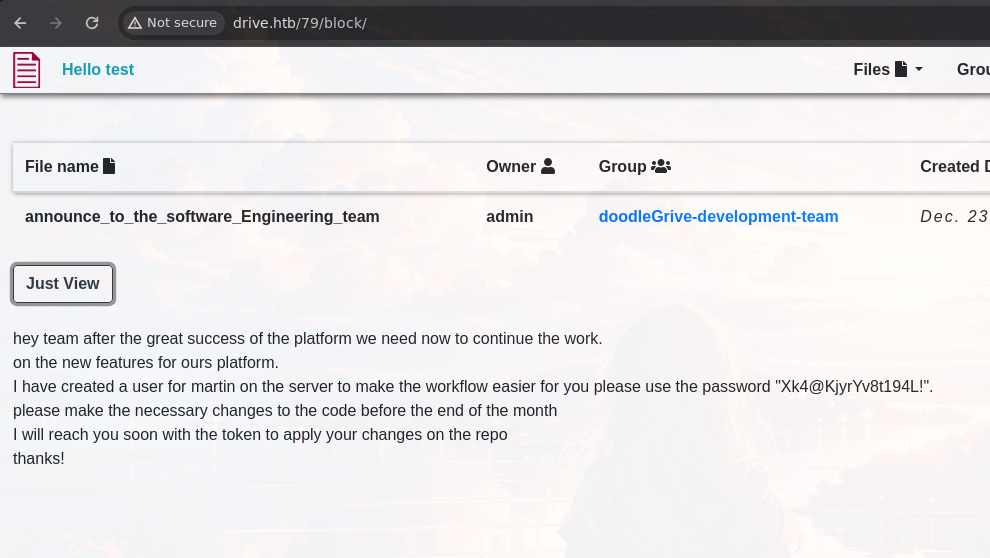 Not secure drive.htb/79/block/
Hello test Files Grou
File name Owner Group Created D
announce_to_the_software_Engineering_team admin doodleGrive-development-team Dec. 23
Just View
hey team after the great success of the platform we need now to continue the work.
on the new features for ours platform.
I have created a user for martin on the server to make the workflow easier for you please use the password "Xk4@KjyrYv8t194L!".
please make the necessary changes to the code before the end of the month
I will reach you soon with the token to apply your changes on the repo
thanks!